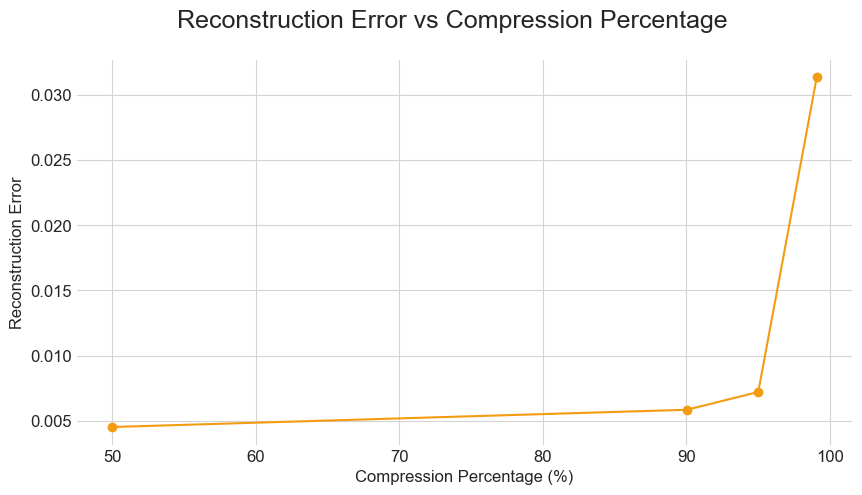 Reconstruction Error vs Compression Percentage
0.030
0.025
0.020
0.015
0.010
0.005
Reconstruction Error
50 60 70 80 90 100
Compression Percentage (%)